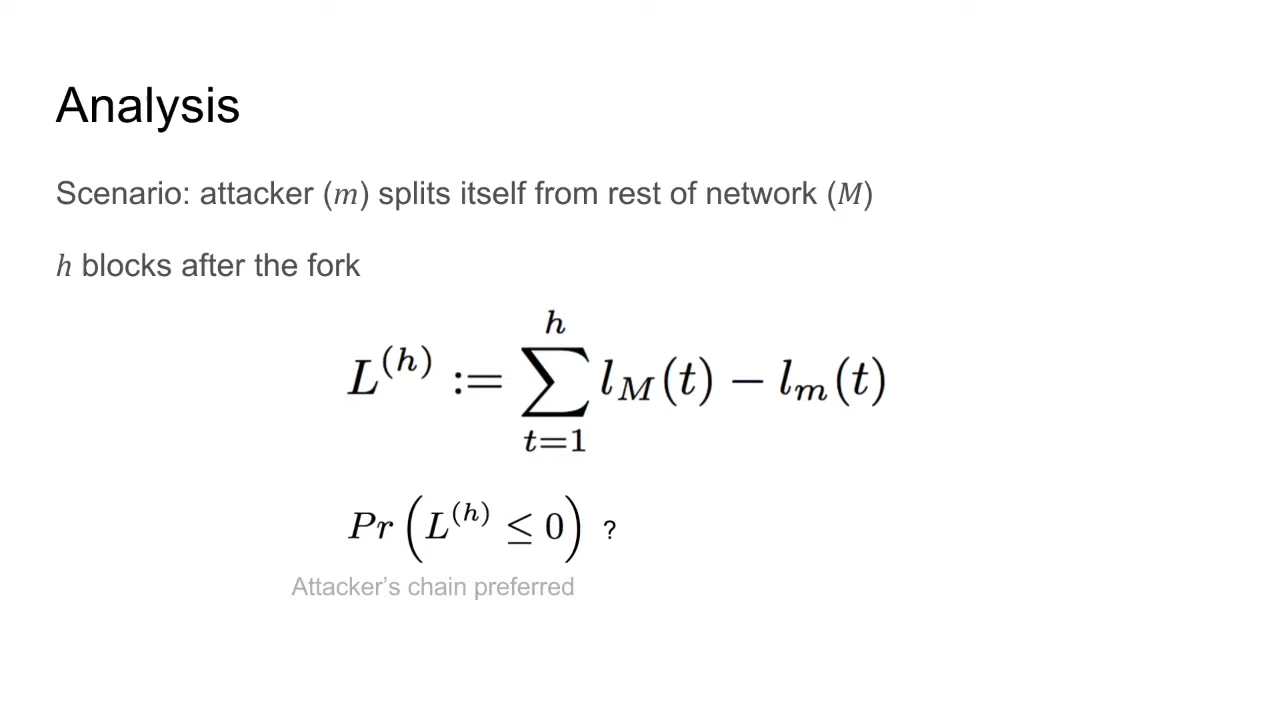 Analysis
Scenario: attacker (m) splits itself from rest of network (M)
h blocks after the fork
L^{(h)} := \sum_{t=1}^{h} l_M(t) − l_m(t)
Pr(L^{(h)} ≤ 0) ?
Attacker’s chain preferred